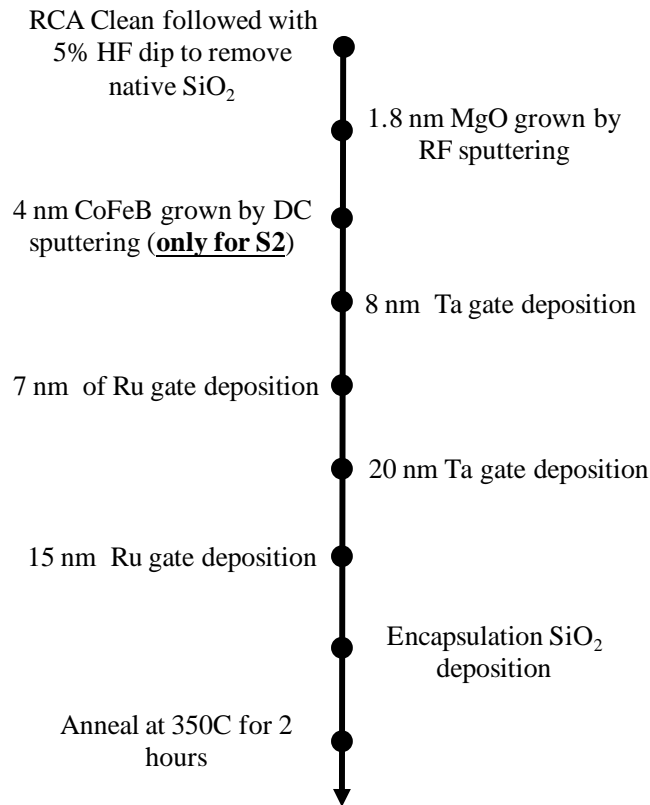 RCA Clean followed with
5% HF dip to remove
native SiO₂
1.8 nm MgO grown by
RF sputtering
4 nm CoFeB grown by DC
sputtering (only for S2)
8 nm Ta gate deposition
7 nm of Ru gate deposition
20 nm Ta gate deposition
15 nm Ru gate deposition
Encapsulation SiO₂
deposition
Anneal at 350C for 2
hours